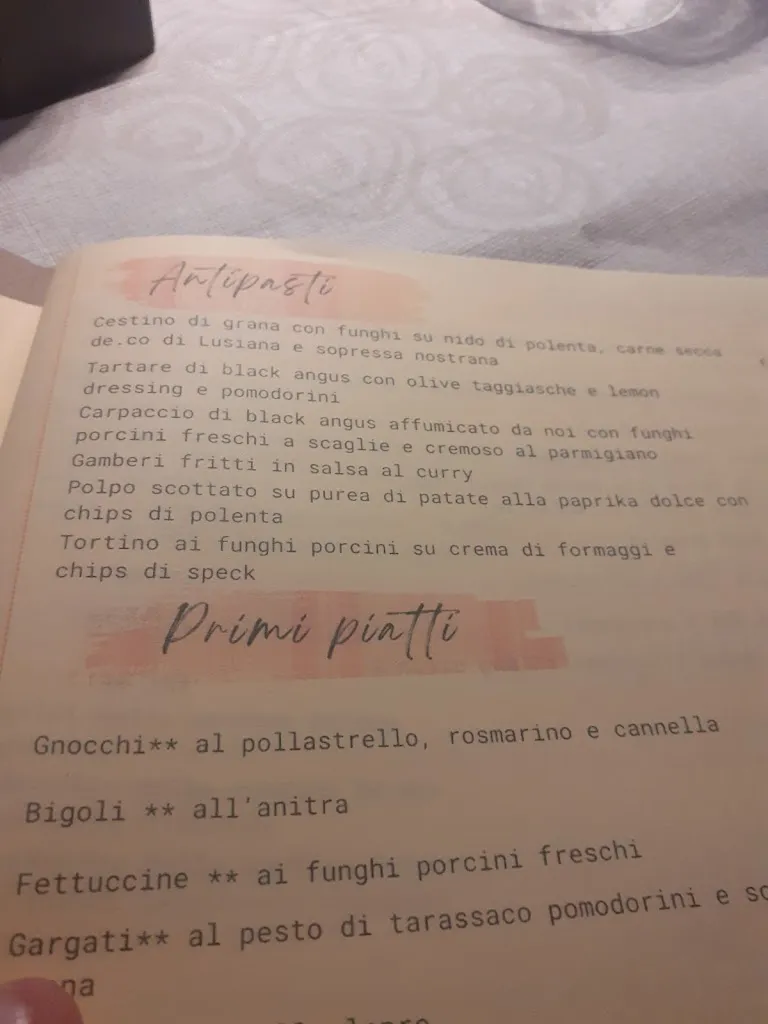 Antipasti
Cestino di grana con funghi su nido di polenta, carne secca
de.co di Lusiana e sopressa nostrana
Tartare di black angus con olive taggiasche e lemon
dressing e pomodorini
Carpaccio di black angus affumicato da noi con funghi
porcini freschi a scaglie e cremoso al parmigiano
Gamberi fritti in salsa al curry
Polpo scottato su purea di patate alla paprika dolce con
chips di polenta
Tortino ai funghi porcini su crema di formaggi e
chips di speck
Primi piatti
Gnocchi** al pollastrello, rosmarino e cannella
Bigoli ** all'anitra
Fettuccine ** ai funghi porcini freschi
Gargati** al pesto di tarassaco pomodorini e